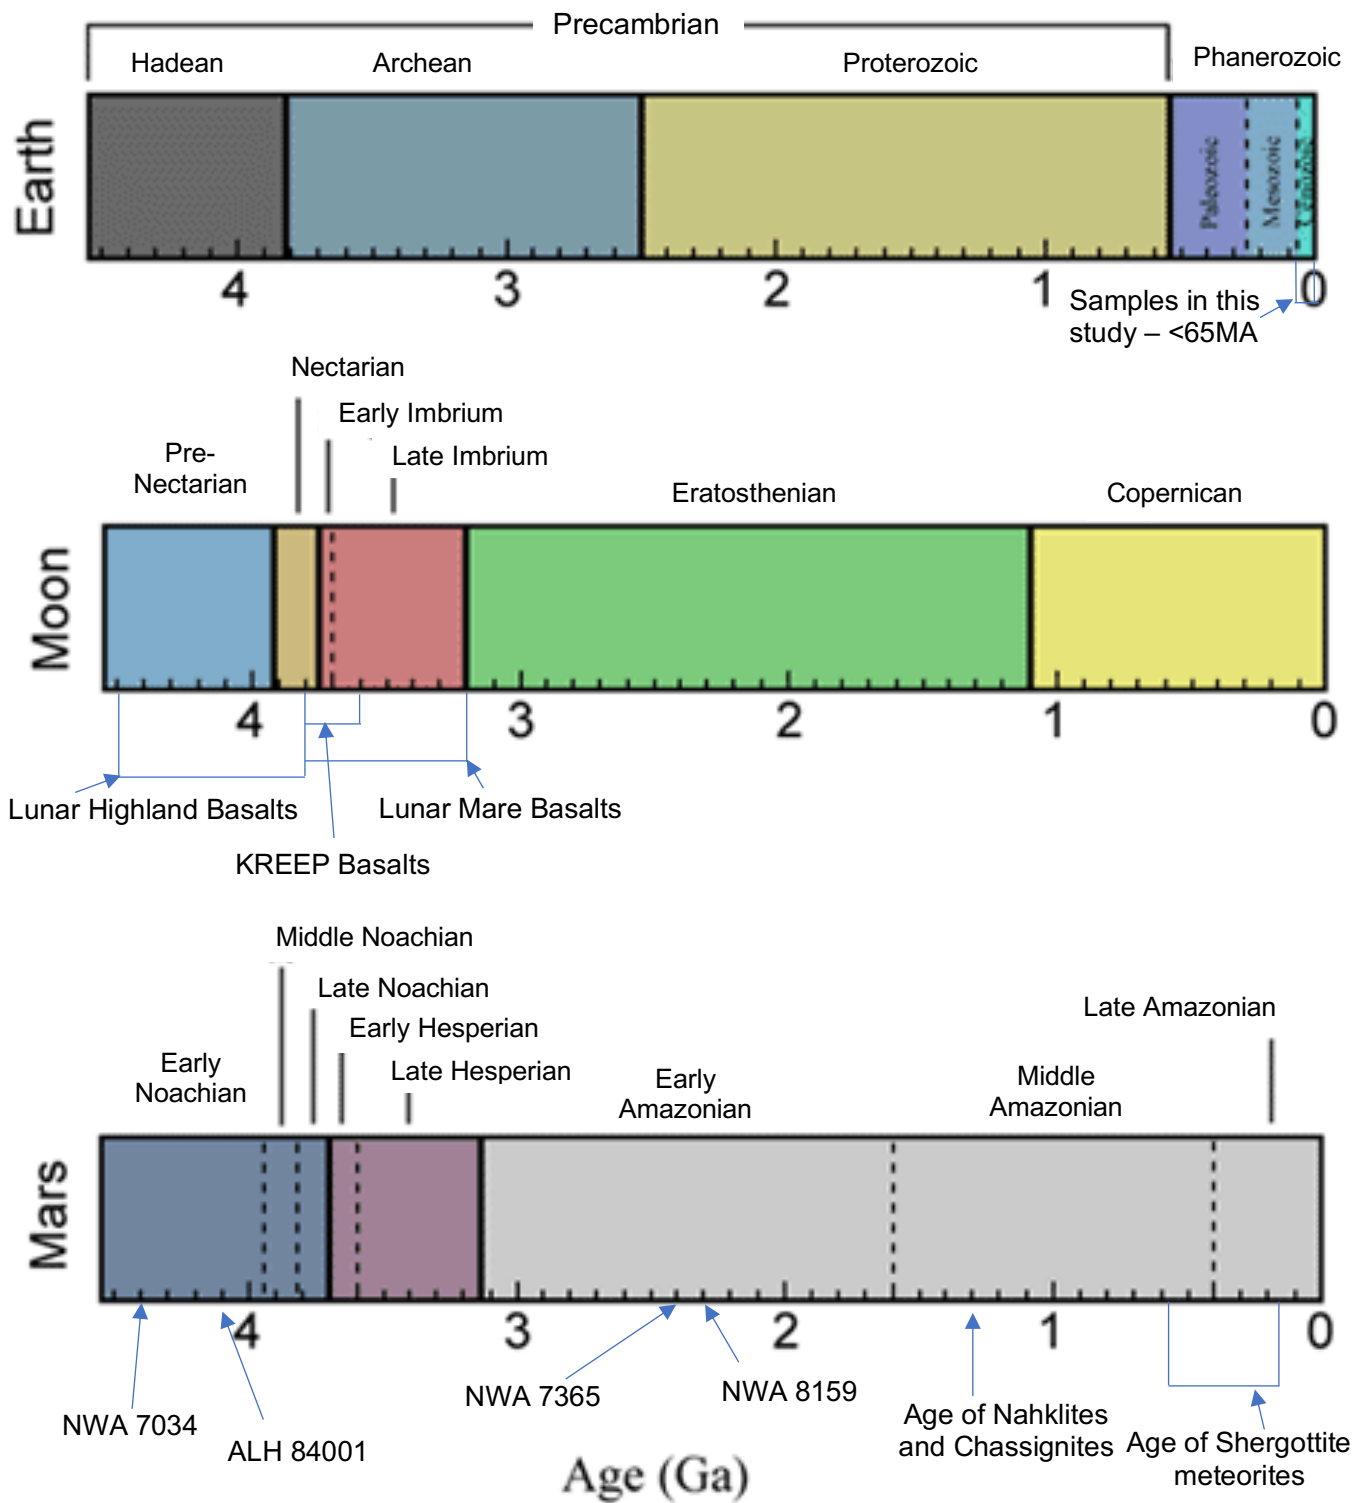 Precambrian
Hadean
Archean
Proterozoic
Phanerozoic
Earth
Paleozoic
Mesozoic
Cenozoic
4
3
2
1
0
Samples in this
study – <65MA
Nectarian
Early Imbrium
Late Imbrium
Pre-
Nectarian
Eratosthenian
Copernican
Moon
4
3
2
1
0
Lunar Highland Basalts
Lunar Mare Basalts
KREEP Basalts
Middle Noachian
Late Noachian
Early Hesperian
Late Hesperian
Early
Noachian
Early
Amazonian
Middle
Amazonian
Late Amazonian
Mars
4
3
2
1
0
NWA 7034
ALH 84001
NWA 7365
NWA 8159
Age of Nahklites
and Chassignites
Age of Shergottite
meteorites
Age (Ga)